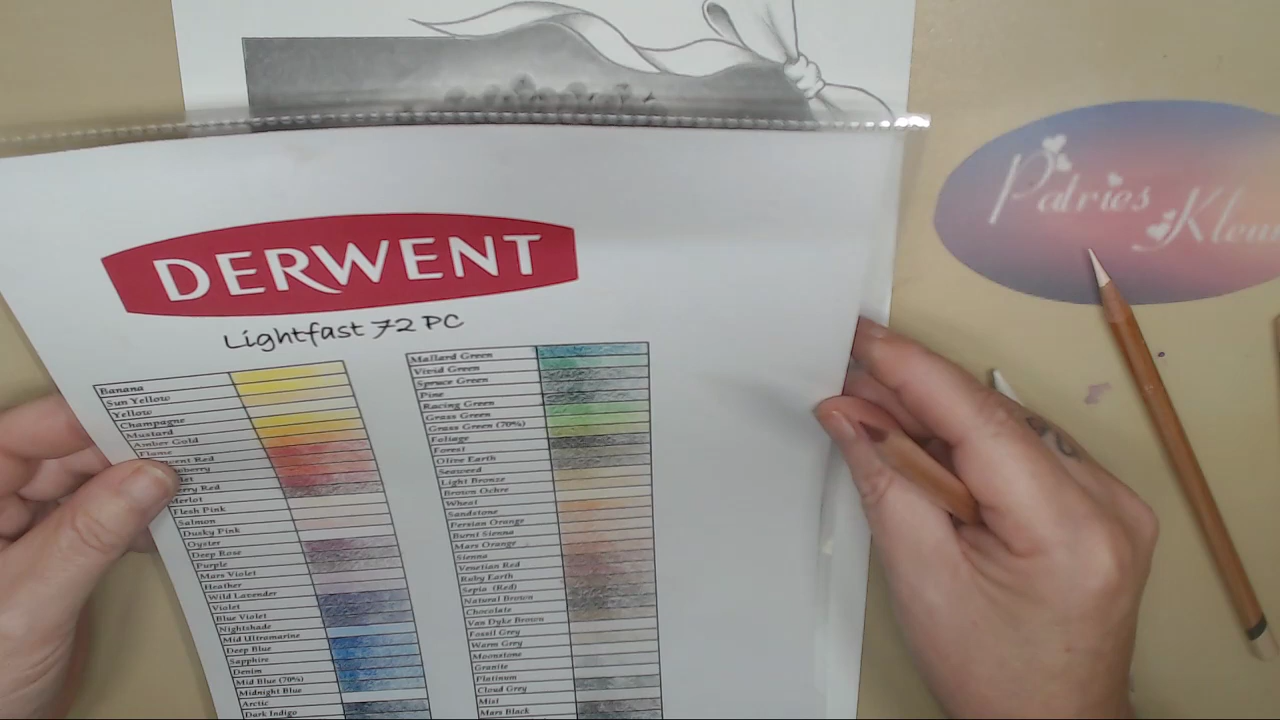 Patries
DERWENT
Lightfast 72 PC
Banana
Sun Yellow
Yellow
Champagne
Mustard
Amber Gold
Flame
Merlot
Flesh Pink
Salmon
Dusky Pink
Oyster
Deep Rose
Purple
Mars Violet
Heather
Wild Lavender
Violet
Blue Violet
Nightshade
Mid Ultramarine
Deep Blue
Sapphire
Denim
Mid Blue (70%)
Midnight Blue
Arctic
Dark Indigo
Mallard Green
Vivid Green
Spruce Green
Pine
Racing Green
Grass Green
Grass Green (70%)
Foliage
Forest
Olive Earth
Seaweed
Light Bronze
Brown Ochre
Wheat
Sandstone
Persian Orange
Burnt Sienna
Mars Orange
Sienna
Venetian Red
Ruby Earth
Sepia (Red)
Natural Brown
Chocolate
Van Dyke Brown
Fossil Grey
Warm Grey
Moonstone
Granite
Platinum
Cloud Grey
Mist
Mars Black